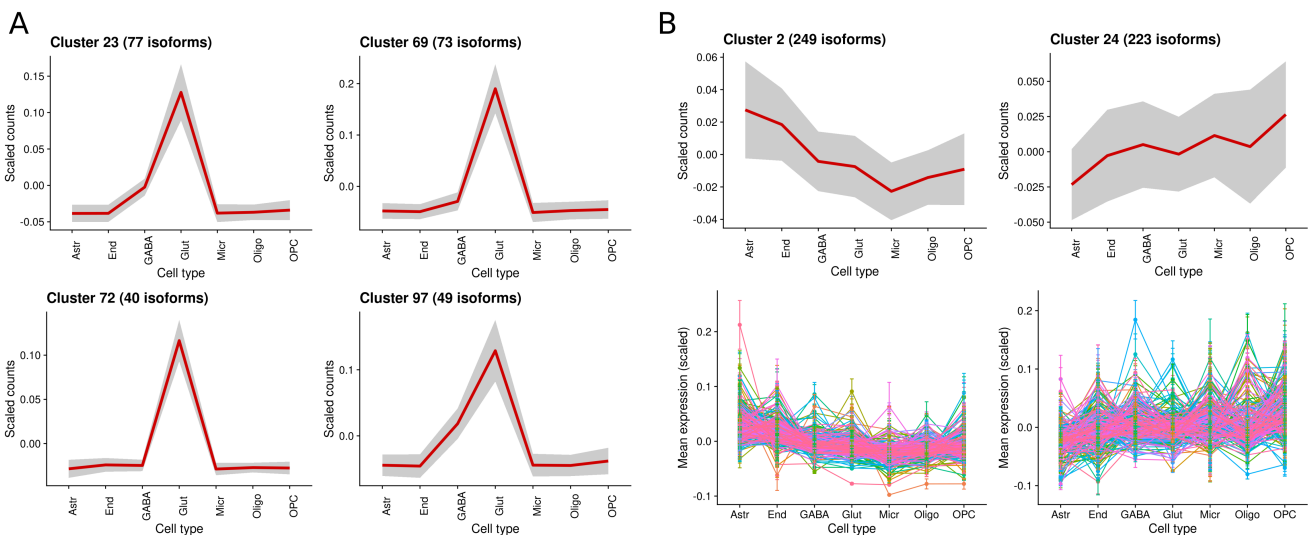 A
Cluster 23 (77 isoforms)
Scaled counts
0.15
0.10
0.00
-0.05
Astr
End
GABA
Glut
Micr
Oligo
OPC
Cell type
Cluster 69 (73 isoforms)
Scaled counts
0.2
0.1
0.0
Astr
End
GABA
Glut
Micr
Oligo
OPC
Cell type
Cluster 72 (40 isoforms)
Scaled counts
0.10
0.00
Astr
End
GABA
Glut
Micr
Oligo
OPC
Cell type
Cluster 97 (49 isoforms)
Scaled counts
0.1
0.0
Astr
End
GABA
Glut
Micr
Oligo
OPC
Cell type
B
Cluster 2 (249 isoforms)
Scaled counts
0.06
0.04
0.02
0.00
-0.02
-0.04
Astr
End
GABA
Glut
Micr
Oligo
OPC
Cell type
Cluster 24 (223 isoforms)
Scaled counts
0.050
0.025
0.000
-0.025
-0.050
Astr
End
GABA
Glut
Micr
Oligo
OPC
Cell type
Mean expression (scaled)
0.2
0.1
0.0
-0.1
Astr End GABA Glut Micr Oligo OPC
Cell type
Mean expression (scaled)
0.2
0.1
0.0
-0.1
Astr End GABA Glut Micr Oligo OPC
Cell type